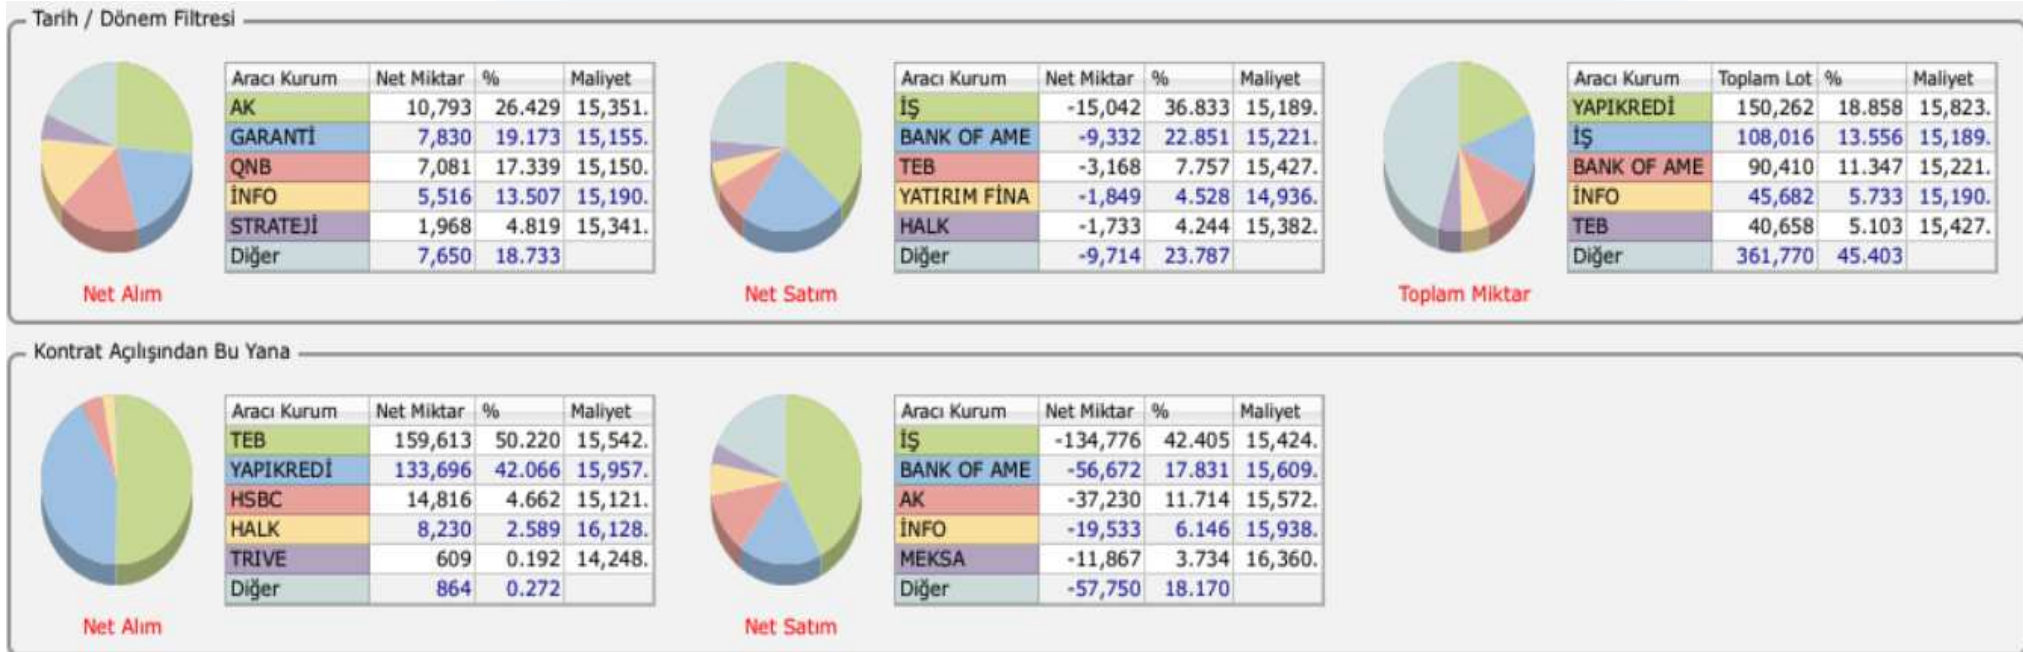 Tarih / Dönem Filtresi
Aracı Kurum Net Miktar % Maliyet
AK 10,793 26.429 15,351.
GARANTİ 7,830 19.173 15,155.
QNB 7,081 17.339 15,150.
İNFO 5,516 13.507 15,190.
STRATEJİ 1,968 4.819 15,341.
Diğer 7,650 18.733
Net Alım
Aracı Kurum Net Miktar % Maliyet
İŞ -15,042 36.833 15,189.
BANK OF AME -9,332 22.851 15,221.
TEB -3,168 7.757 15,427.
YATIRIM FİNA -1,849 4.528 14,936.
HALK -1,733 4.244 15,382.
Diğer -9,714 23.787
Net Satım
Aracı Kurum Toplam Lot % Maliyet
YAPIKREDİ 150,262 18.858 15,823.
İŞ 108,016 13.556 15,189.
BANK OF AME 90,410 11.347 15,221.
İNFO 45,682 5.733 15,190.
TEB 40,658 5.103 15,427.
Diğer 361,770 45.403
Toplam Miktar
Kontrat Açılışından Bu Yana
Aracı Kurum Net Miktar % Maliyet
TEB 159,613 50.220 15,542.
YAPIKREDİ 133,696 42.066 15,957.
HSBC 14,816 4.662 15,121.
HALK 8,230 2.589 16,128.
TRIVE 609 0.192 14,248.
Diğer 864 0.272
Net Alım
Aracı Kurum Net Miktar % Maliyet
İŞ -134,776 42.405 15,424.
BANK OF AME -56,672 17.831 15,609.
AK -37,230 11.714 15,572.
İNFO -19,533 6.146 15,938.
MEKSA -11,867 3.734 16,360.
Diğer -57,750 18.170
Net Satım